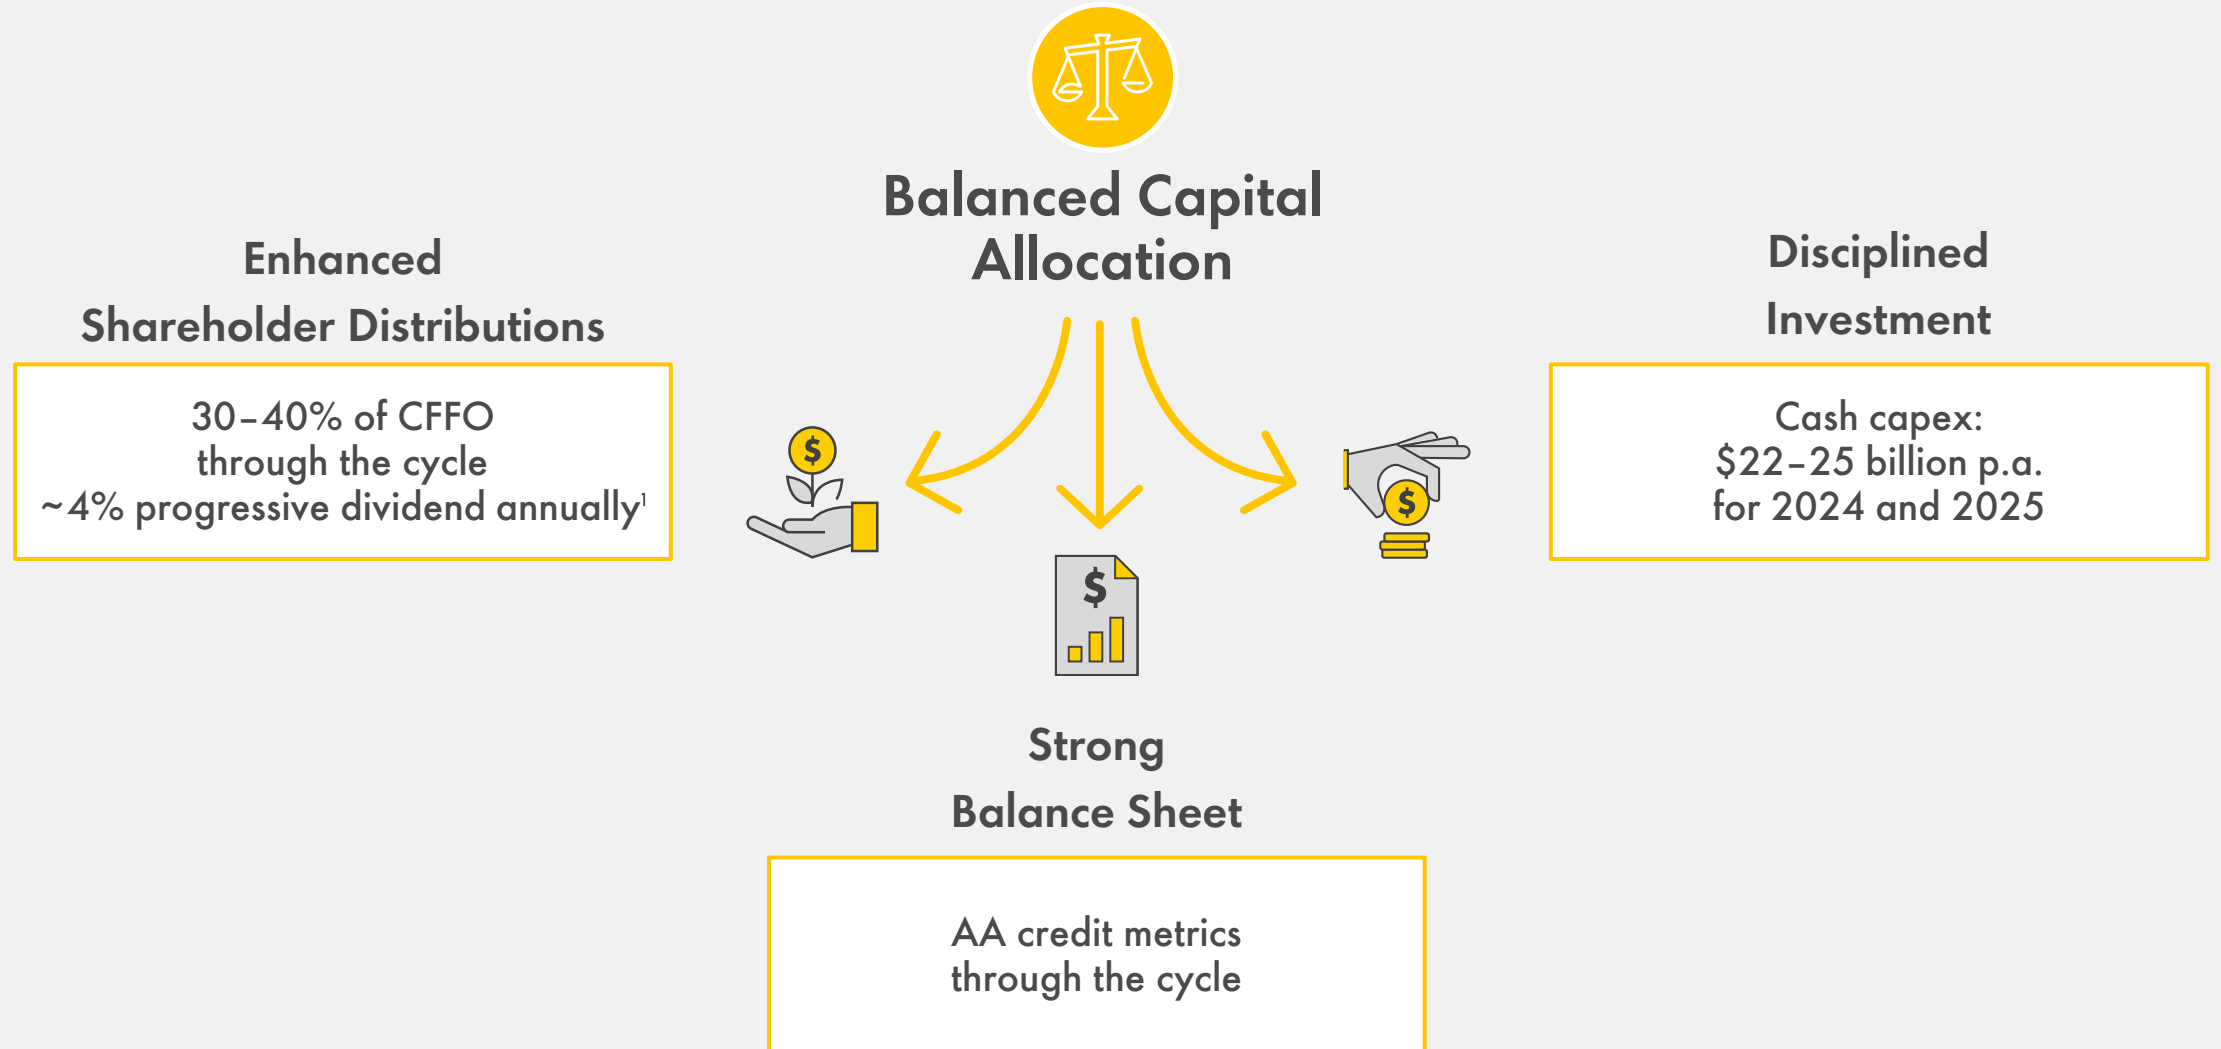 Balanced Capital
Allocation
Enhanced
Shareholder Distributions
30–40% of CFFO
through the cycle
~4% progressive dividend annually¹
Disciplined
Investment
Cash capex:
$22–25 billion p.a.
for 2024 and 2025
$
$
$
Strong
Balance Sheet
AA credit metrics
through the cycle